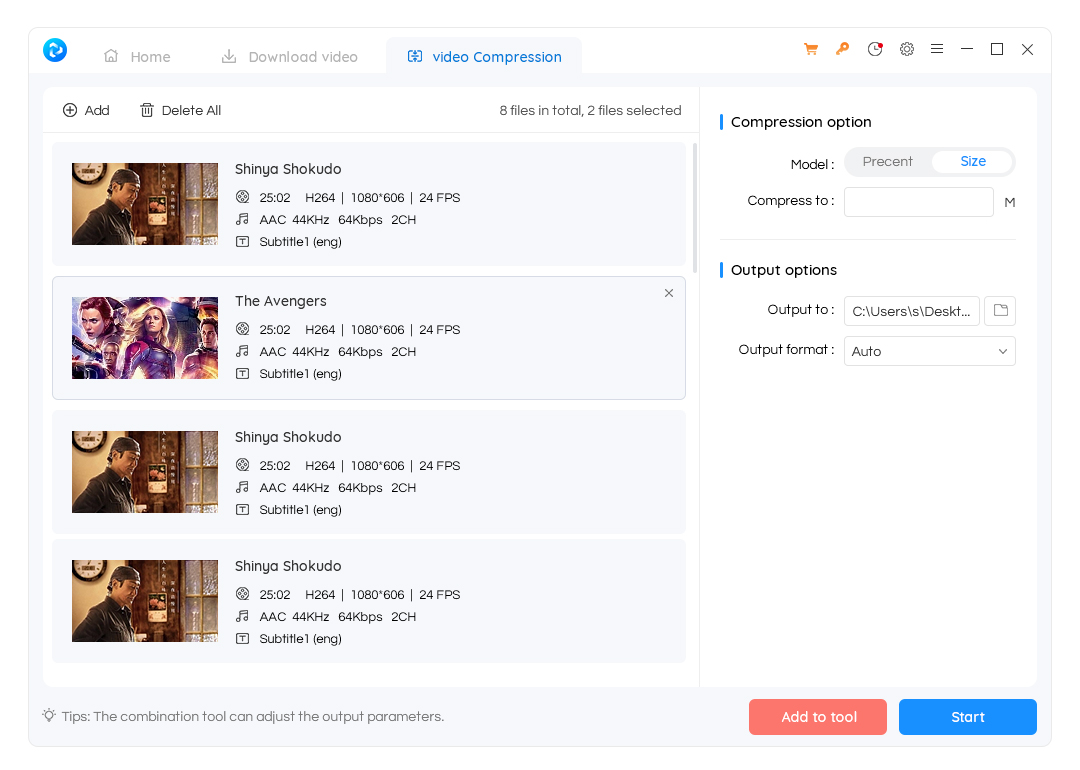 Home
Download video
video Compression
Add
Delete All
8 files in total, 2 files selected
Shinya Shokudo
25:02 H264 | 1080*606 | 24 FPS
AAC 44KHz 64Kbps 2CH
Subtitle1 (eng)
The Avengers
25:02 H264 | 1080*606 | 24 FPS
AAC 44KHz 64Kbps 2CH
Subtitle1 (eng)
Shinya Shokudo
25:02 H264 | 1080*606 | 24 FPS
AAC 44KHz 64Kbps 2CH
Subtitle1 (eng)
Shinya Shokudo
25:02 H264 | 1080*606 | 24 FPS
AAC 44KHz 64Kbps 2CH
Subtitle1 (eng)
Compression option
Model : Precent Size
Compress to : M
Output options
Output to : C:\Users\s\Deskt...
Output format : Auto
Tips: The combination tool can adjust the output parameters.
Add to tool
Start